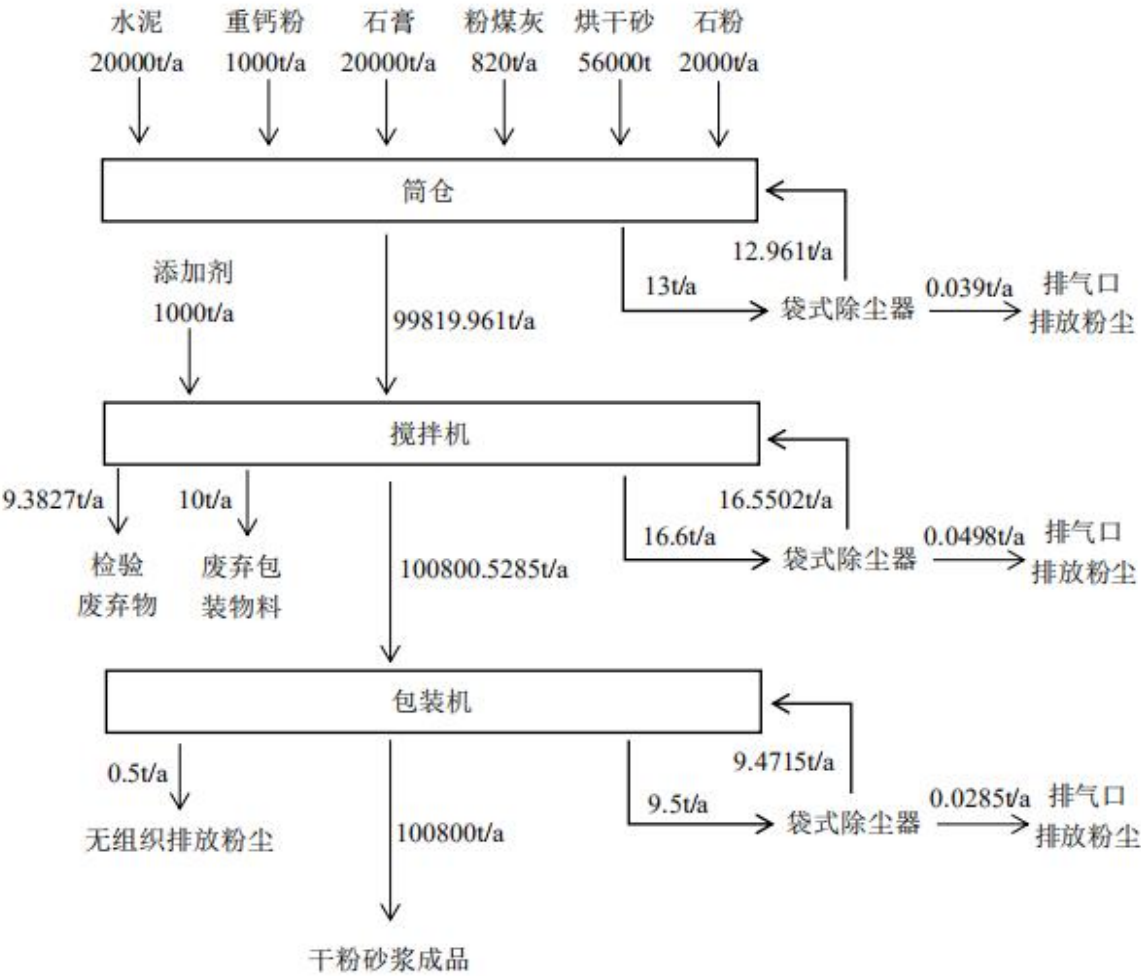 水泥 重钙粉 石膏 粉煤灰 烘干砂 石粉
20000t/a 1000t/a 20000t/a 820t/a 56000t 2000t/a
筒仓
12.961t/a
添加剂
1000t/a
99819.961t/a
13t/a
袋式除尘器
0.039t/a
排气口
排放粉尘
搅拌机
9.3827t/a
10t/a
16.5502t/a
检验
废弃物
废弃包
装物料
100800.5285t/a
16.6t/a
袋式除尘器
0.0498t/a
排气口
排放粉尘
包装机
0.5t/a
9.4715t/a
无组织排放粉尘
100800t/a
9.5t/a
袋式除尘器
0.0285t/a
排气口
排放粉尘
干粉砂浆成品